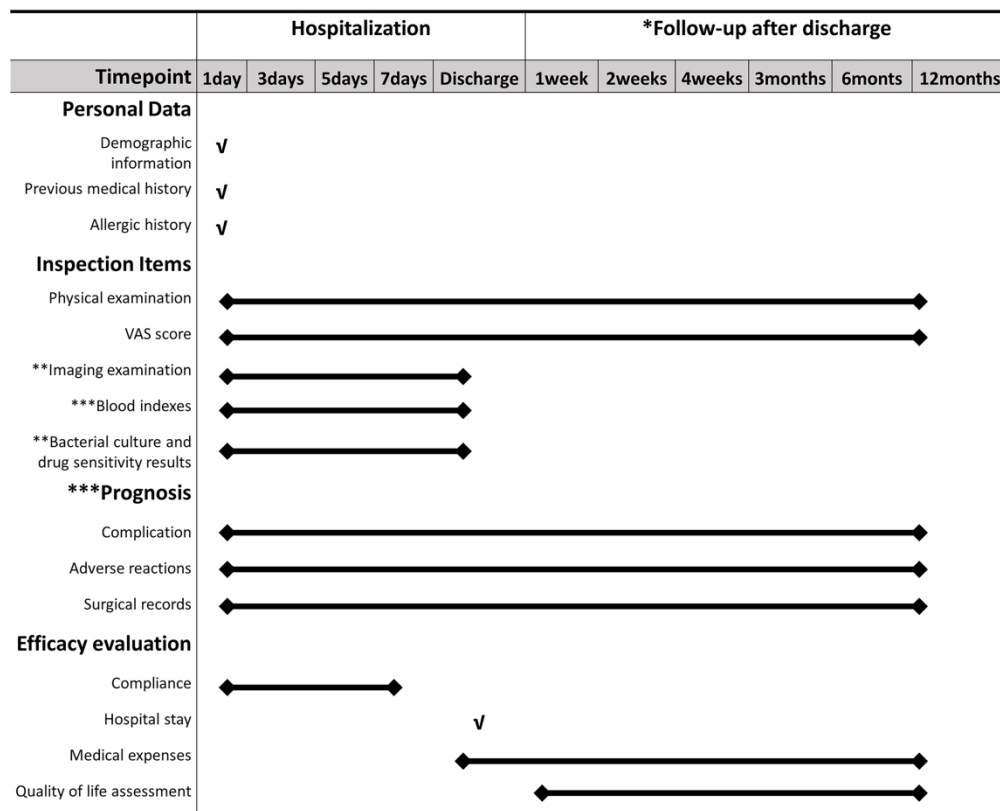 Hospitalization *Follow-up after discharge
Timepoint 1day 3days 5days 7days Discharge 1week 2weeks 4weeks 3months 6monts 12months
Personal Data
Demographic
information √
Previous medical history √
Allergic history √
Inspection Items
Physical examination
VAS score
**Imaging examination
***Blood indexes
**Bacterial culture and
drug sensitivity results
***Prognosis
Complication
Adverse reactions
Surgical records
Efficacy evaluation
Compliance
Hospital stay √
Medical expenses
Quality of life assessment